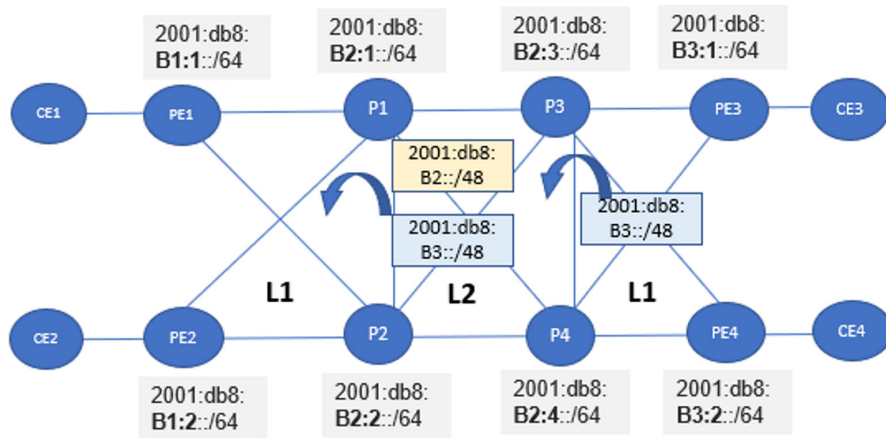 2001:db8:
B1:1::/64
2001:db8:
B2:1::/64
2001:db8:
B2:3::/64
2001:db8:
B3:1::/64
CE1
PE1
P1
P3
PE3
CE3
2001:db8:
B2::/48
2001:db8:
B3::/48
2001:db8:
B3::/48
L1
L2
L1
CE2
PE2
P2
P4
PE4
CE4
2001:db8:
B1:2::/64
2001:db8:
B2:2::/64
2001:db8:
B2:4::/64
2001:db8:
B3:2::/64